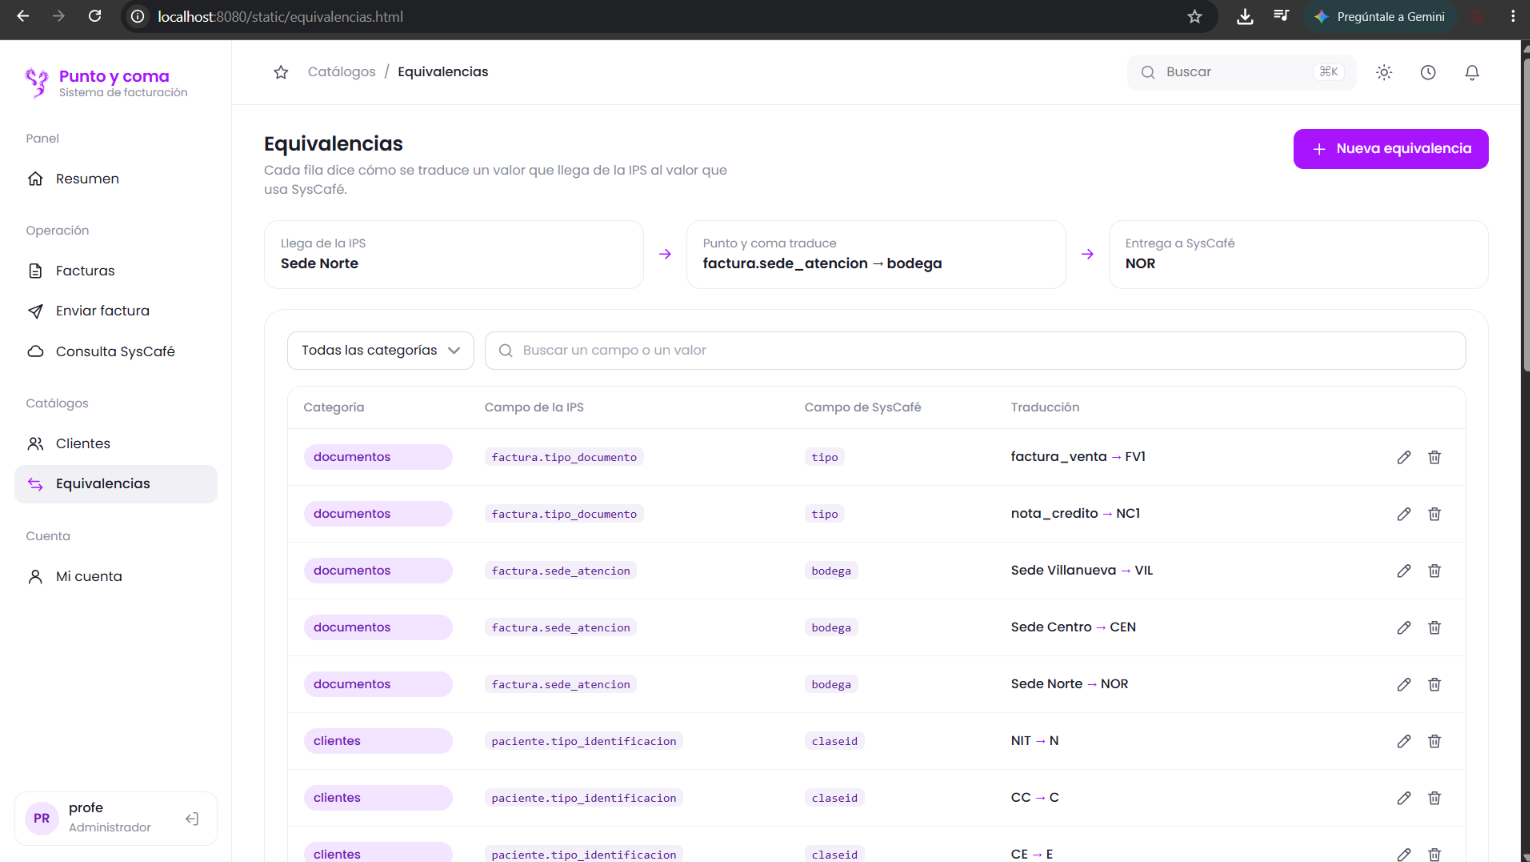 localhost:8080/static/equivalencias.html
Pregúntale a Gemini
Punto y coma
Sistema de facturación
Catálogos / Equivalencias
Buscar
⌘K
Panel
Resumen
Operación
Facturas
Enviar factura
Consulta SysCafé
Catálogos
Clientes
Equivalencias
Cuenta
Mi cuenta
PR
profe
Administrador
Equivalencias
Cada fila dice cómo se traduce un valor que llega de la IPS al valor que
usa SysCafé.
Nueva equivalencia
Llega de la IPS
Sede Norte
→
Punto y coma traduce
factura.sede_atencion → bodega
→
Entrega a SysCafé
NOR
Todas las categorías
Buscar un campo o un valor
Categoría Campo de la IPS Campo de SysCafé Traducción
documentos factura.tipo_documento tipo factura_venta → FV1
documentos factura.tipo_documento tipo nota_credito → NC1
documentos factura.sede_atencion bodega Sede Villanueva → VIL
documentos factura.sede_atencion bodega Sede Centro → CEN
documentos factura.sede_atencion bodega Sede Norte → NOR
clientes paciente.tipo_identificacion claseid NIT → N
clientes paciente.tipo_identificacion claseid CC → C
clientes paciente.tipo_identificacion claseid CE → E